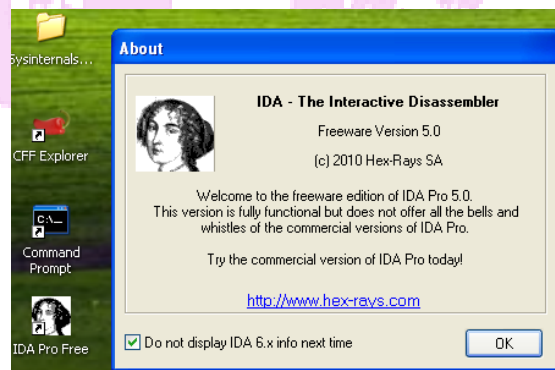 Sysinternals...
CFF Explorer
C:\_
Command
Prompt
IDA Pro Free
About
IDA - The Interactive Disassembler
Freeware Version 5.0
(c) 2010 Hex-Rays SA
Welcome to the freeware edition of IDA Pro 5.0.
This version is fully functional but does not offer all the bells and
whistles of the commercial versions of IDA Pro.
Try the commercial version of IDA Pro today!
http://www.hex-rays.com
Do not display IDA 6.x info next time
OK